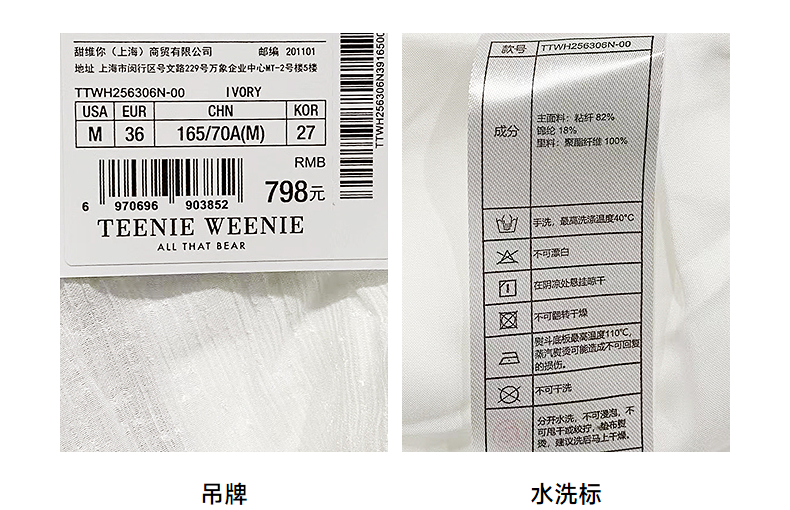 甜维你（上海）商贸有限公司 邮编 201101
地址 上海市闵行区号文路229号万象企业中心MT-2号楼5楼
TTWH256306N-00 IVORY
USA EUR CHN KOR
M 36 165/70A(M) 27
RMB
798元
6 970696 903852
TEENIE WEENIE
ALL THAT BEAR
TTWH256306N3916500
款号 TTWH256306N-00
成分
主面料：粘纤 82%
锦纶 18%
里料：聚酯纤维 100%
手洗，最高洗涤温度40°C
不可漂白
在阴凉处悬挂晾干
不可翻转干燥
熨斗底板最高温度110℃，
蒸汽熨烫可能造成不可回复
的损伤。
不可干洗
分开水洗，不可浸泡，不
可甩干或绞拧，垫布熨
烫，建议洗后马上干燥。
吊牌
水洗标